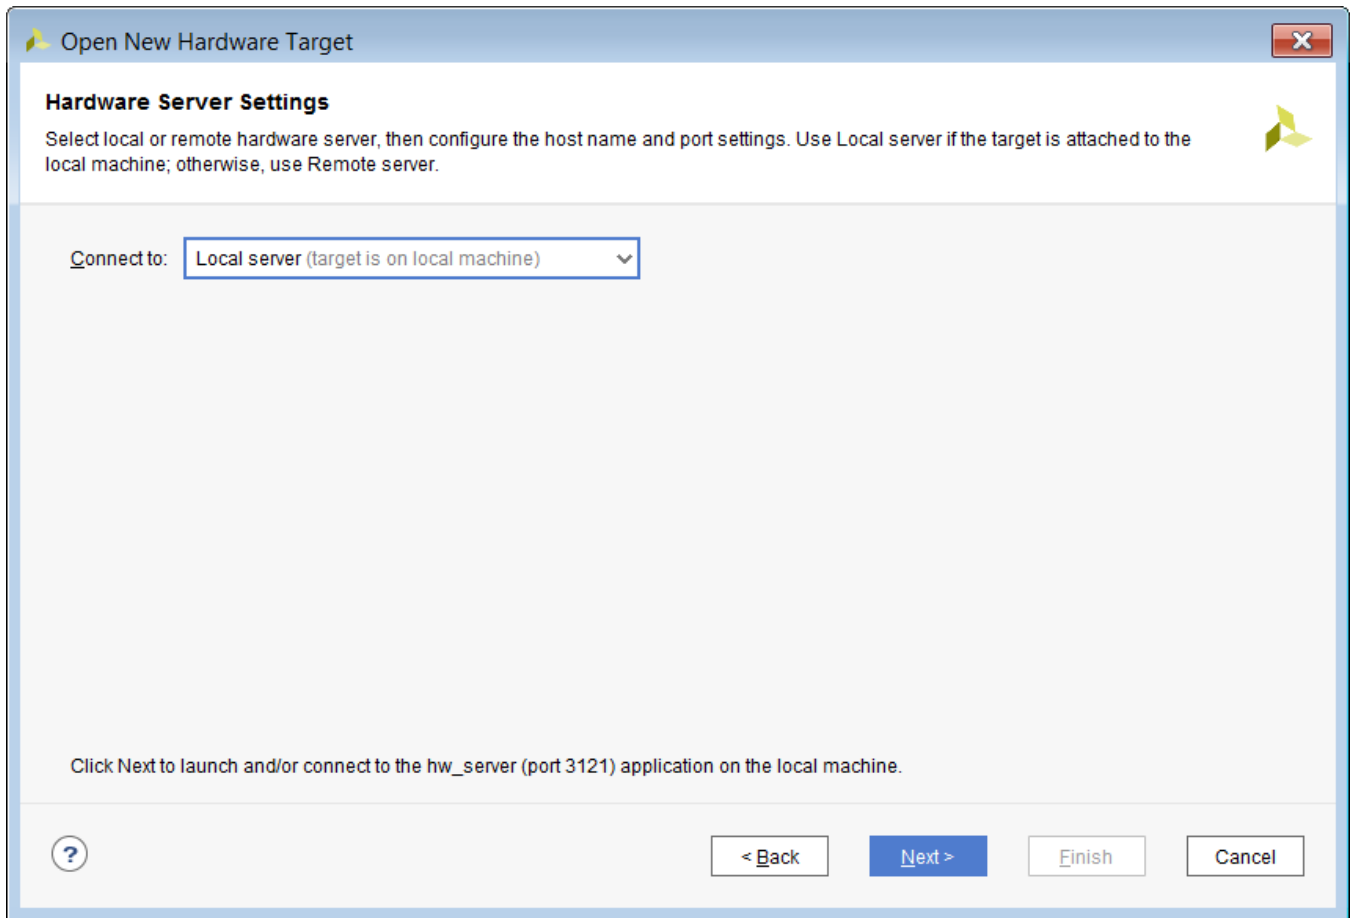 Open New Hardware Target
Hardware Server Settings
Select local or remote hardware server, then configure the host name and port settings. Use Local server if the target is attached to the
local machine; otherwise, use Remote server.
Connect to: Local server (target is on local machine)
Click Next to launch and/or connect to the hw_server (port 3121) application on the local machine.
? < Back Next > Finish Cancel